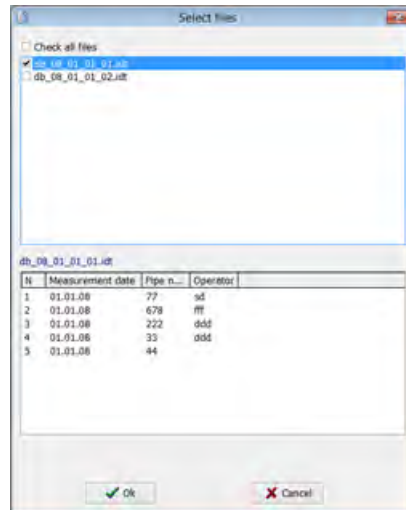 Select files
Check all files
db_08_01_01_01.idt
db_08_01_01_02.idt
db_08_01_01_01.idt
N Measurement date Pipe n... Operator
1 01.01.08 77 sd
2 01.01.08 678 fff
3 01.01.08 222 ddd
4 01.01.08 33 ddd
5 01.01.08 44
Ok Cancel